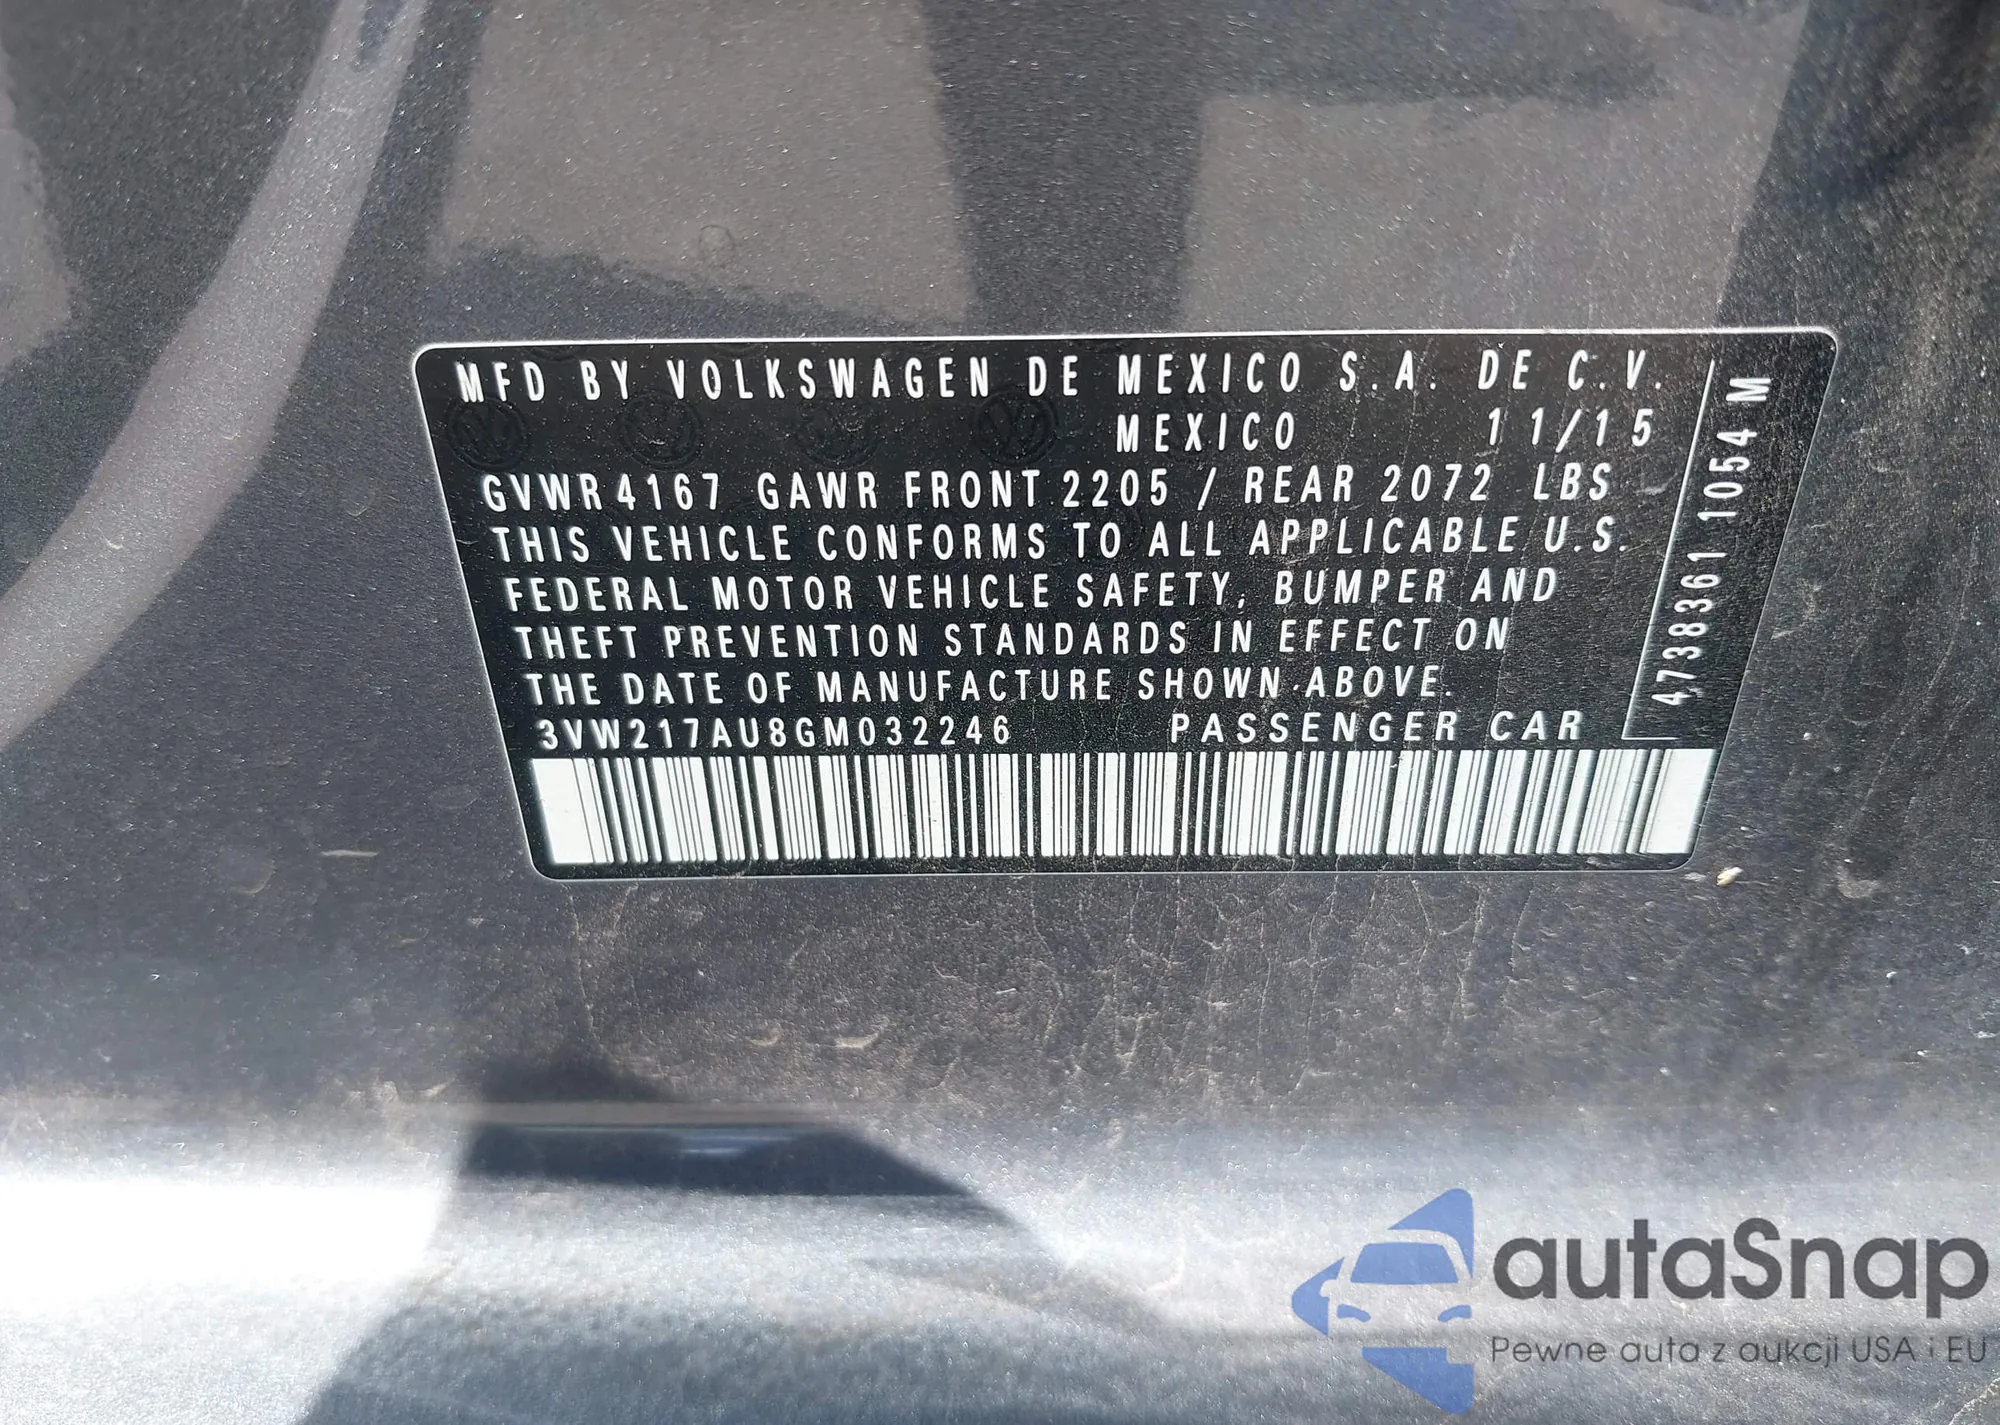 MFD BY VOLKSWAGEN DE MEXICO S.A. DE C.V.
MEXICO 11/15
GVWR 4167 GAWR FRONT 2205 / REAR 2072 LBS
THIS VEHICLE CONFORMS TO ALL APPLICABLE U.S.
FEDERAL MOTOR VEHICLE SAFETY, BUMPER AND
THEFT PREVENTION STANDARDS IN EFFECT ON
THE DATE OF MANUFACTURE SHOWN ABOVE.
3VW217AU8GM032246 PASSENGER CAR
4738361 1054 M
autaSnap
Pewne auta z aukcji USA i EU